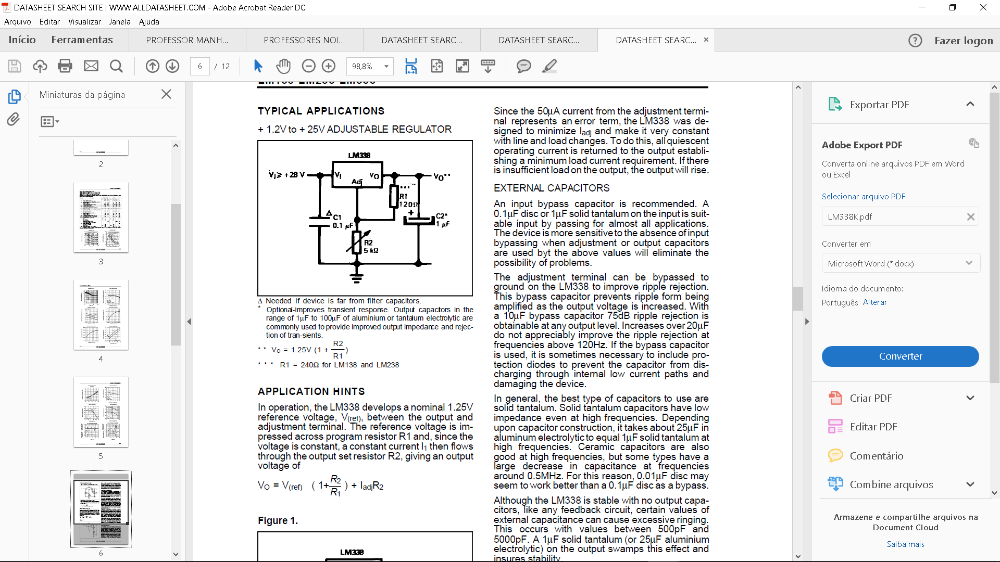 DATASHEET SEARCH SITE | WWW.ALLDATASHEET.COM - Adobe Acrobat Reader DC
Arquivo Editar Visualizar Janela Ajuda
Início Ferramentas PROFESSOR MANH... PROFESSORES NOI... DATASHEET SEARC... DATASHEET SEARC... DATASHEET SEARC... Fazer logon
6 / 12 98,8%
Miniaturas da página
2
3
4
5
6
TYPICAL APPLICATIONS
+ 1.2V to + 25V ADJUSTABLE REGULATOR
LM338
VI ≥ +28 V
VI
VO
Adj
VO**
***
R1
120Ω
Δ
C1
0.1 µF
+
C2*
1 µF
R2
5 kΩ
Δ Needed if device is far from filter capacitors.
* Optional-improves transient response. Output capacitors in the
range of 1µF to 100µF of aluminium or tantalum electrolytic are
commonly used to provide improved output impedance and rejec-
tion of tran-sients.
* * VO = 1.25V (1 + R2/R1)
* * * R1 = 240Ω for LM138 and LM238
APPLICATION HINTS
In operation, the LM338 develops a nominal 1.25V
reference voltage, V(ref), between the output and
adjustment terminal. The reference voltage is im-
pressed across program resistor R1 and, since the
voltage is constant, a constant current I1 then flows
through the output set resistor R2, giving an output
voltage of
VO = V(ref) ( 1+ R2/R1 ) + IadjR2
Figure 1.
LM338
Since the 50µA current from the adjustment termi-
nal represents an error term, the LM338 was de-
signed to minimize Iadj and make it very constant
with line and load changes. To do this, all quiescent
operating current is returned to the output establi-
shing a minimum load current requirement. If there
is insufficient load on the output, the output will rise.
EXTERNAL CAPACITORS
An input bypass capacitor is recommended. A
0.1µF disc or 1µF solid tantalum on the input is suit-
able input by passing for almost all applications.
The device is more sensitive to the absence of input
bypassing when adjustment or output capacitors
are used byt the above values will eliminate the
possibility of problems.
The adjustment terminal can be bypassed to
ground on the LM338 to improve ripple rejection.
This bypass capacitor prevents ripple form being
amplified as the output voltage is increased. With
a 10µF bypass capacitor 75dB ripple rejection is
obtainable at any output level. Increases over 20µF
do not appreciably improve the ripple rejection at
frequencies above 120Hz. If the bypass capacitor
is used, it is sometimes necessary to include pro-
tection diodes to prevent the capacitor from dis-
charging through internal low current paths and
damaging the device.
In general, the best type of capacitors to use are
solid tantalum. Solid tantalum capacitors have low
impedance even at high frequencies. Depending
upon capacitor construction, it takes about 25µF in
aluminum electrolytic to equal 1µF solid tantalum at
high frequencies. Ceramic capacitors are also
good at high frequencies, but some types have a
large decrease in capacitance at frequencies
around 0.5MHz. For this reason, 0.01µF disc may
seem to work better than a 0.1µF disc as a bypass.
Although the LM338 is stable with no output capa-
citors, like any feedback circuit, certain values of
external capacitance can cause excessive ringing.
This occurs with values between 500pF and
5000pF. A 1µF solid tantalum (or 25µF aluminium
electrolytic) on the output swamps this effect and
insures stability.
Exportar PDF
Adobe Export PDF
Converta online arquivos PDF em Word
ou Excel
Selecionar arquivo PDF
LM338K.pdf
Converter em
Microsoft Word (*.docx)
Idioma do documento:
Português Alterar
Converter
Criar PDF
Editar PDF
Comentário
Combine arquivos
Armazene e compartilhe arquivos na
Document Cloud
Saiba mais